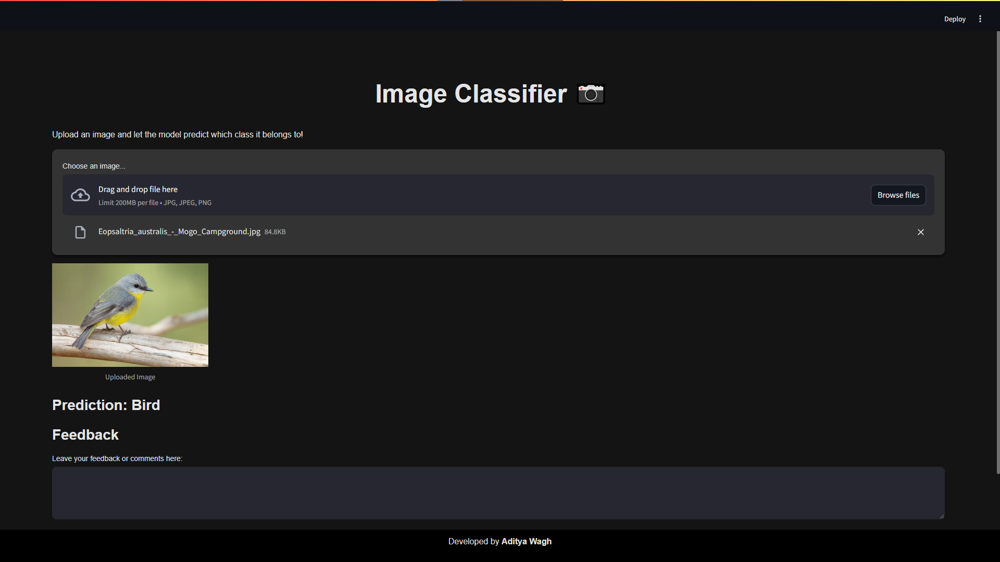 Deploy
Image Classifier
Upload an image and let the model predict which class it belongs to!
Choose an image...
Drag and drop file here
Limit 200MB per file • JPG, JPEG, PNG
Browse files
Eopsaltria_australis_-_Mogo_Campground.jpg 84.8KB
Uploaded Image
Prediction: Bird
Feedback
Leave your feedback or comments here:
Developed by Aditya Wagh